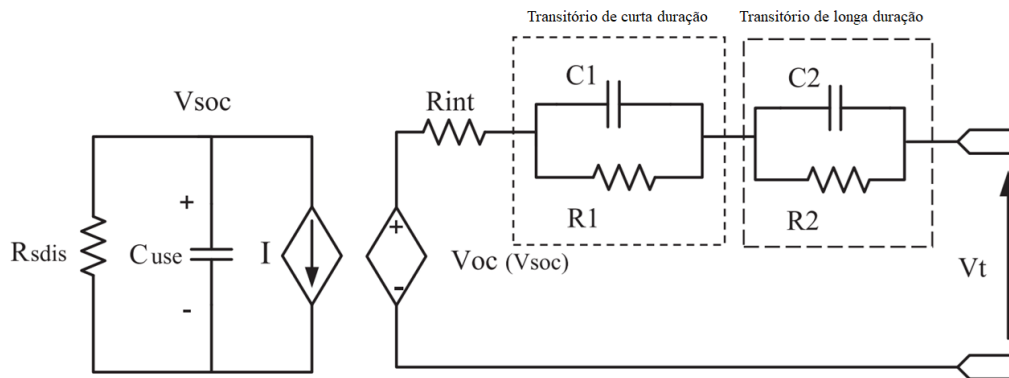 Transitório de curta duração
Transitório de longa duração
C1
C2
Vsoc
Rint
+
R1
R2
Rsdis
Cuse
I
+
Voc (Vsoc)
Vt
-
-